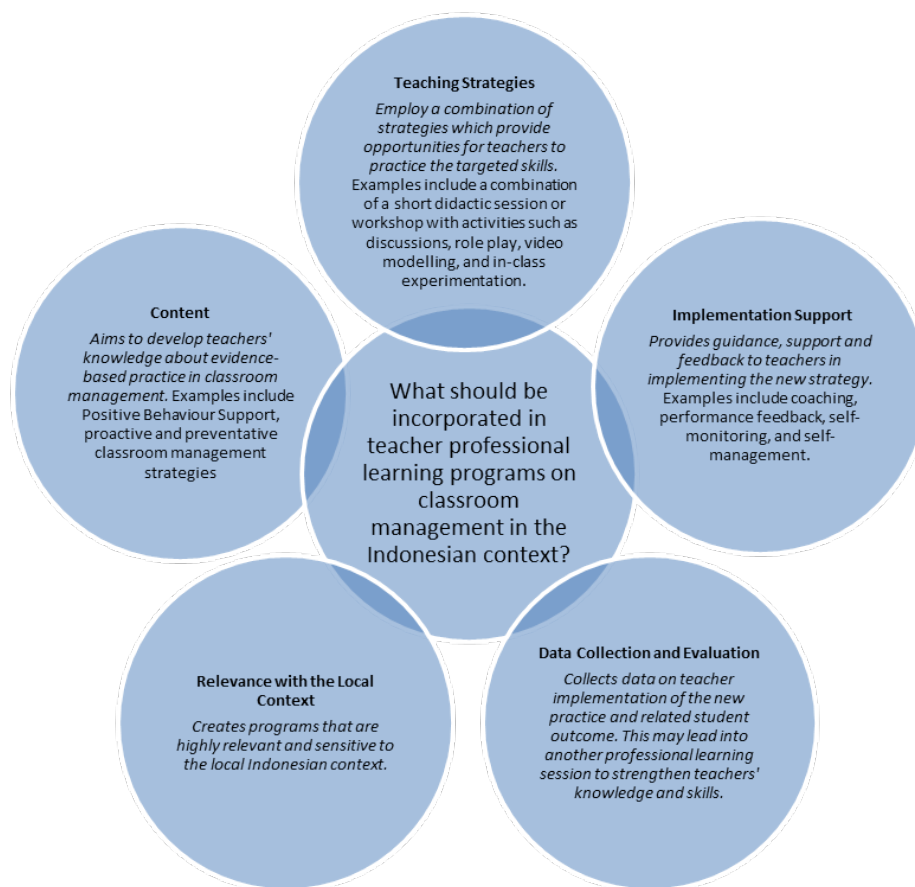 Teaching Strategies
Employ a combination of
strategies which provide
opportunities for teachers to
practice the targeted skills.
Examples include a combination
of a short didactic session or
workshop with activities such as
discussions, role play, video
modelling, and in-class
experimentation.
Content
Aims to develop teachers'
knowledge about evidence-
based practice in classroom
management. Examples include
Positive Behaviour Support,
proactive and preventative
classroom management
strategies
Implementation Support
Provides guidance, support and
feedback to teachers in
implementing the new strategy.
Examples include coaching,
performance feedback, self-
monitoring, and self-
management.
What should be
incorporated in
teacher professional
learning programs on
classroom
management in the
Indonesian context?
Relevance with the Local
Context
Creates programs that are
highly relevant and sensitive to
the local Indonesian context.
Data Collection and Evaluation
Collects data on teacher
implementation of the new
practice and related student
outcome. This may lead into
another professional learning
session to strengthen teachers'
knowledge and skills.